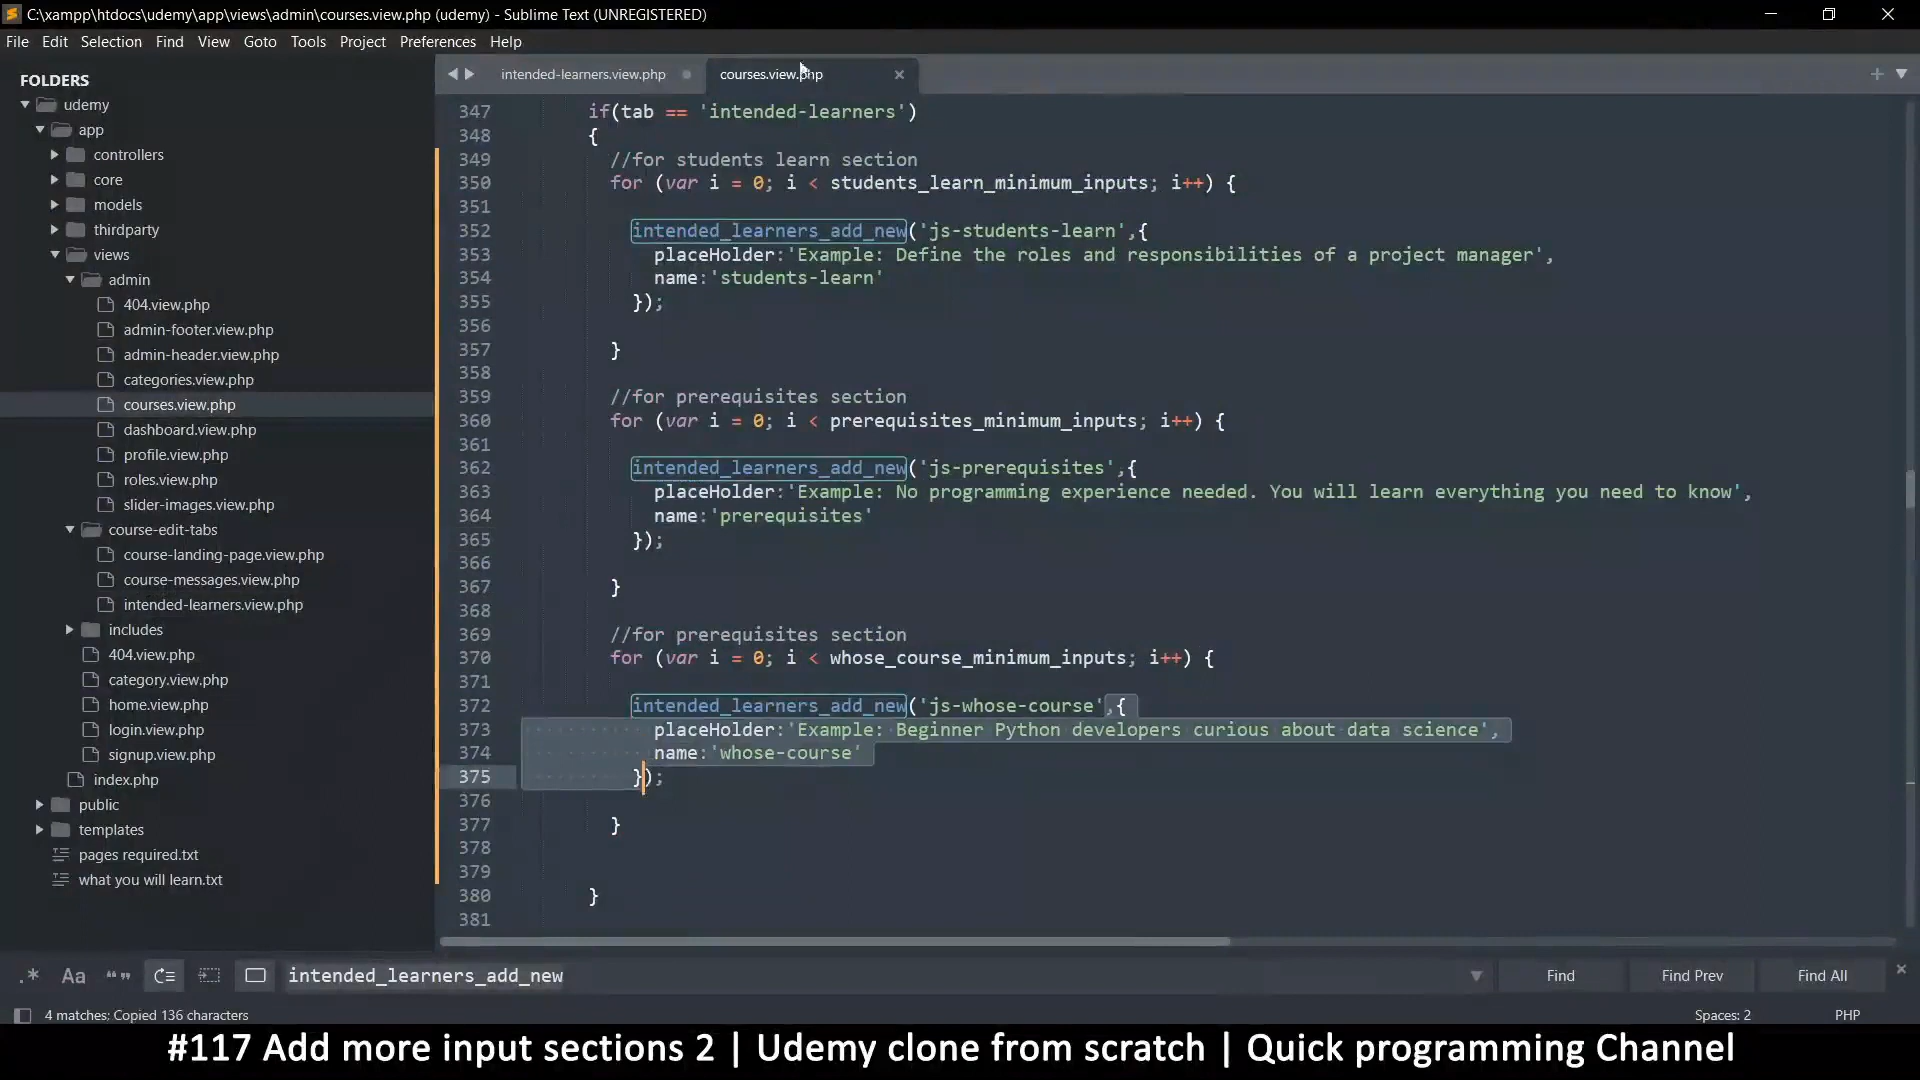 C:\xampp\htdocs\udemy\app\views\admin\courses.view.php (udemy) - Sublime Text (UNREGISTERED)
File Edit Selection Find View Goto Tools Project Preferences Help
FOLDERS
udemy
app
controllers
core
models
thirdparty
views
admin
404.view.php
admin-footer.view.php
admin-header.view.php
categories.view.php
courses.view.php
dashboard.view.php
profile.view.php
roles.view.php
slider-images.view.php
course-edit-tabs
course-landing-page.view.php
course-messages.view.php
intended-learners.view.php
includes
404.view.php
category.view.php
home.view.php
login.view.php
signup.view.php
index.php
public
templates
pages required.txt
what you will learn.txt
intended-learners.view.php courses.view.php
347 if(tab == 'intended-learners')
348 {
349 //for students learn section
350 for (var i = 0; i < students_learn_minimum_inputs; i++) {
351
352 intended_learners_add_new('js-students-learn',{
353 placeHolder:'Example: Define the roles and responsibilities of a project manager',
354 name:'students-learn'
355 });
356
357 }
358
359 //for prerequisites section
360 for (var i = 0; i < prerequisites_minimum_inputs; i++) {
361
362 intended_learners_add_new('js-prerequisites',{
363 placeHolder:'Example: No programming experience needed. You will learn everything you need to know',
364 name:'prerequisites'
365 });
366
367 }
368
369 //for prerequisites section
370 for (var i = 0; i < whose_course_minimum_inputs; i++) {
371
372 intended_learners_add_new('js-whose-course',{
373 placeHolder:'Example: Beginner Python developers curious about data science',
374 name:'whose-course'
375 });
376
377 }
378
379
380 }
381
.* Aa “” intended_learners_add_new Find Find Prev Find All
4 matches; Copied 136 characters Spaces: 2 PHP
#117 Add more input sections 2 | Udemy clone from scratch | Quick programming Channel